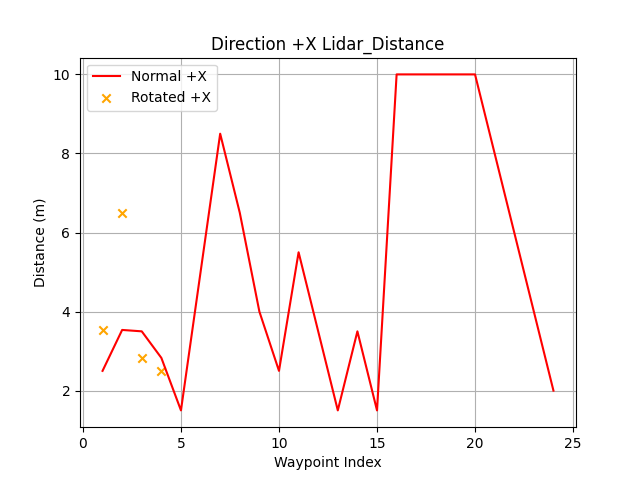 Direction +X Lidar_Distance
Normal +X
Rotated +X
10
8
6
4
2
Distance (m)
0 5 10 15 20 25
Waypoint Index